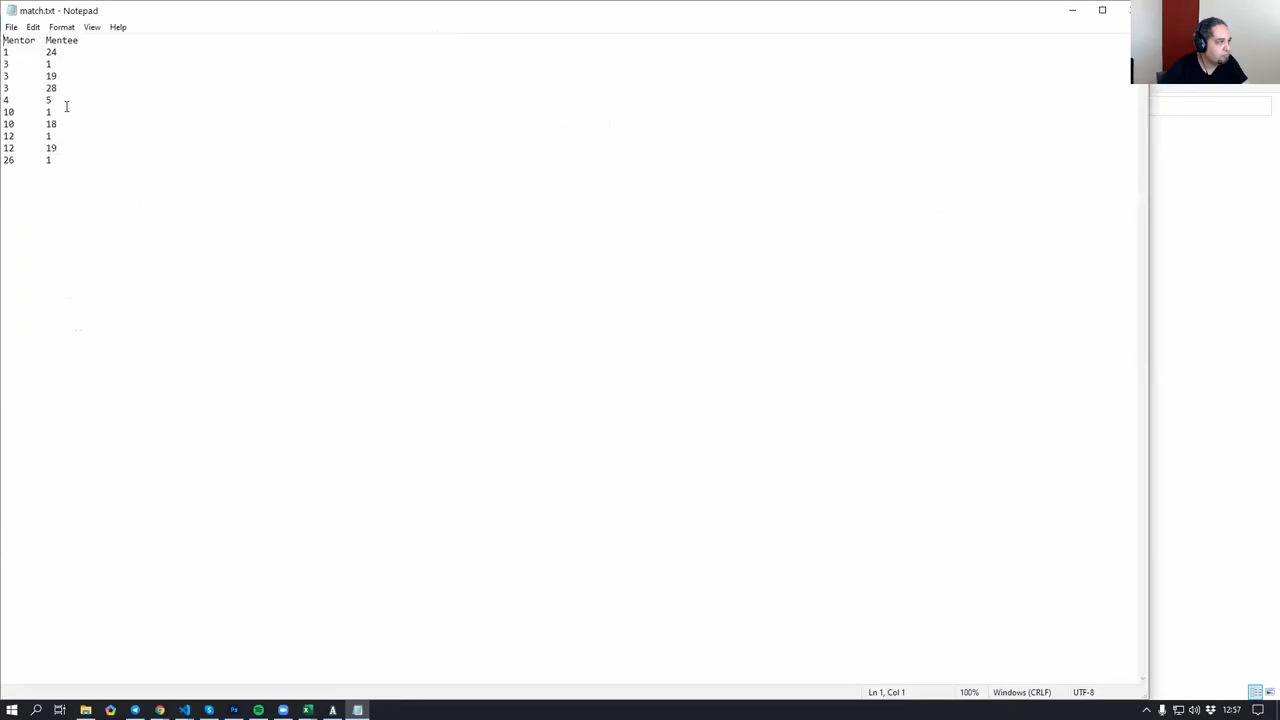 match.txt - Notepad
File Edit Format View Help
Mentor Mentee
1 24
3 1
3 19
3 28
4 5
10 1
10 18
12 1
12 19
26 1
Ln 1, Col 1 100% Windows (CRLF) UTF-8
12:57